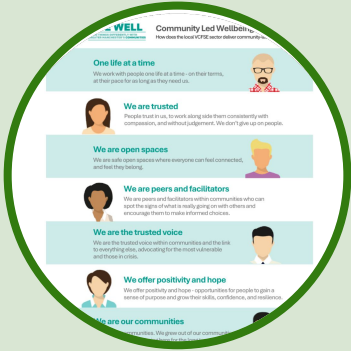 E WELL
Community Led Wellbeing
How does the local VCFSE sector deliver community-
One life at a time
We work with people one life at a time - on their terms,
at their pace for as long as they need us.
We are trusted
People trust in us, to work along side them consistently with
compassion, and without judgement. We don't give up on people.
We are open spaces
We are safe open spaces where everyone can feel connected,
and feel they belong.
We are peers and facilitators
We are peers and facilitators within communities who can
spot the signs of what is really going on with others and
encourage them to make informed choices.
We are the trusted voice
We are the trusted voice within communities and the link
to everything else, advocating for the most vulnerable
and those in crisis.
We offer positivity and hope
We offer positivity and hope - opportunities for people to gain a
sense of purpose and grow their skills, confidence, and resilience.
We are our communities
communities. We grew out of our communities